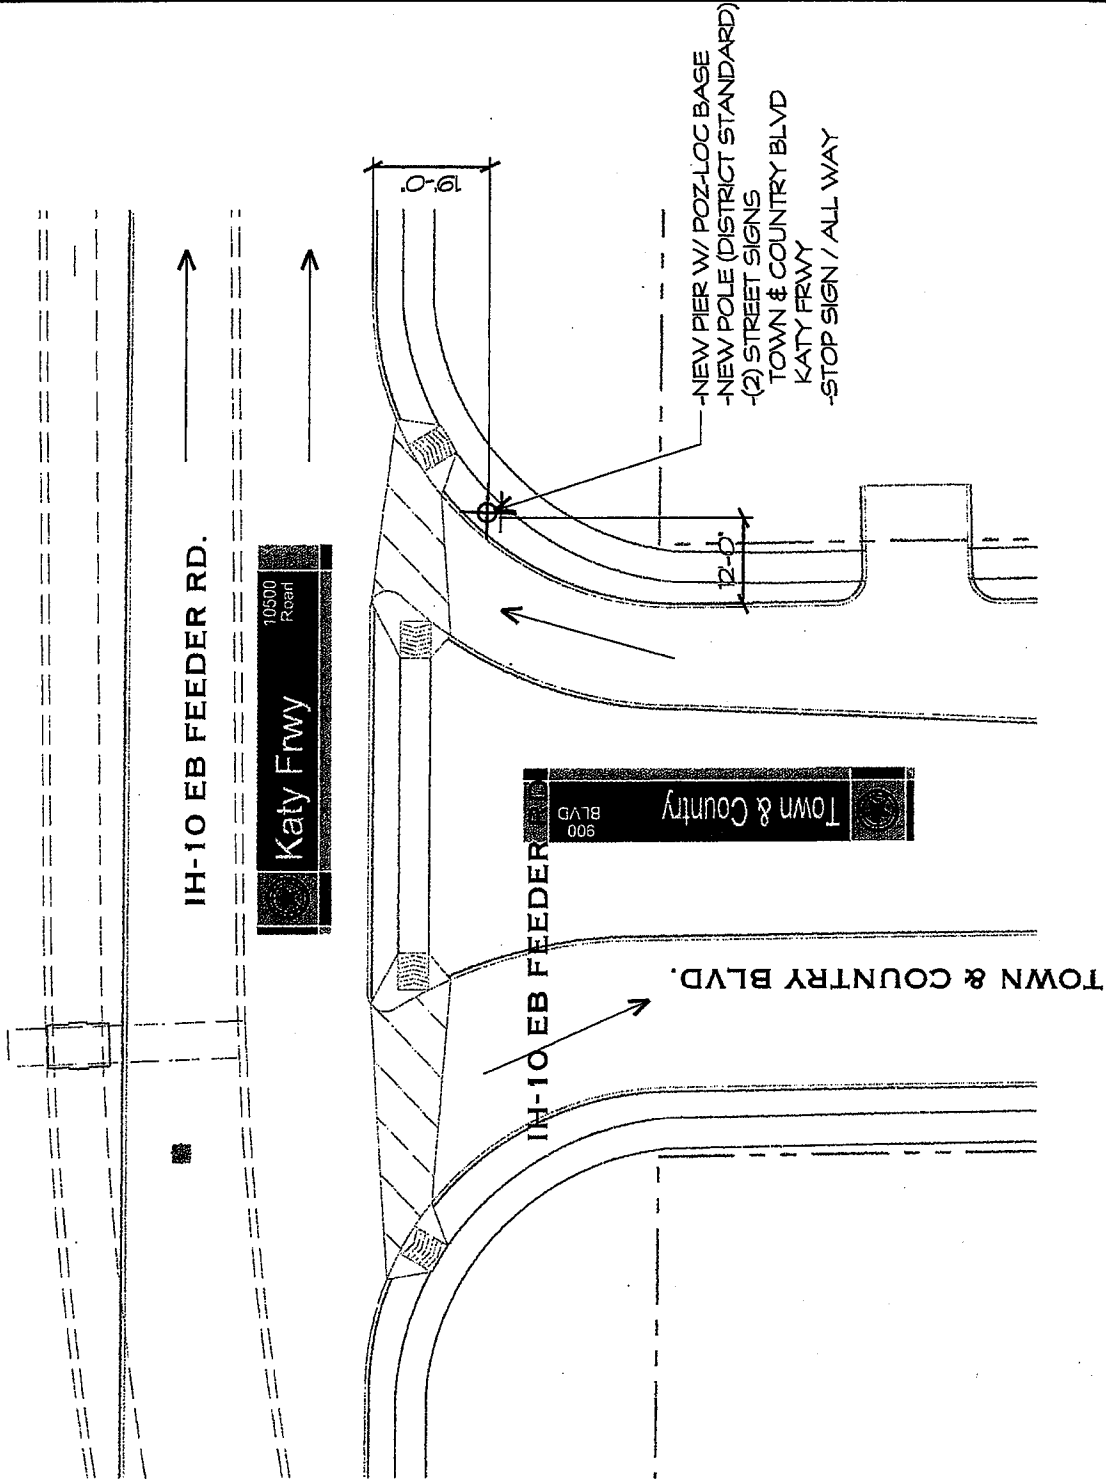 IH-10 EB FEEDER RD.
Katy Frwy
10500
Road
19'-0"
-NEW PIER W/ POZ-LOC BASE
-NEW POLE (DISTRICT STANDARD)
-(2) STREET SIGNS
TOWN & COUNTRY BLVD
KATY FRWY
-STOP SIGN / ALL WAY
12'-0"
IH-10 EB FEEDER RD
Town & Country
900
BLVD
TOWN & COUNTRY BLVD.